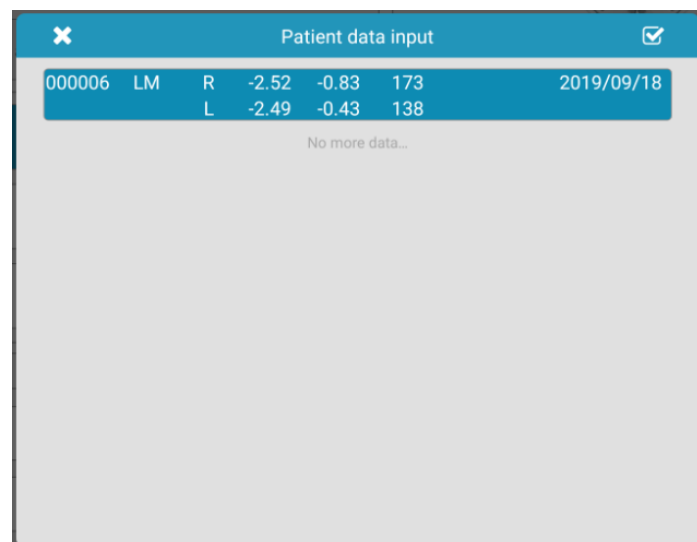 Patient data input
000006 LM R -2.52 -0.83 173 2019/09/18
L -2.49 -0.43 138
No more data...